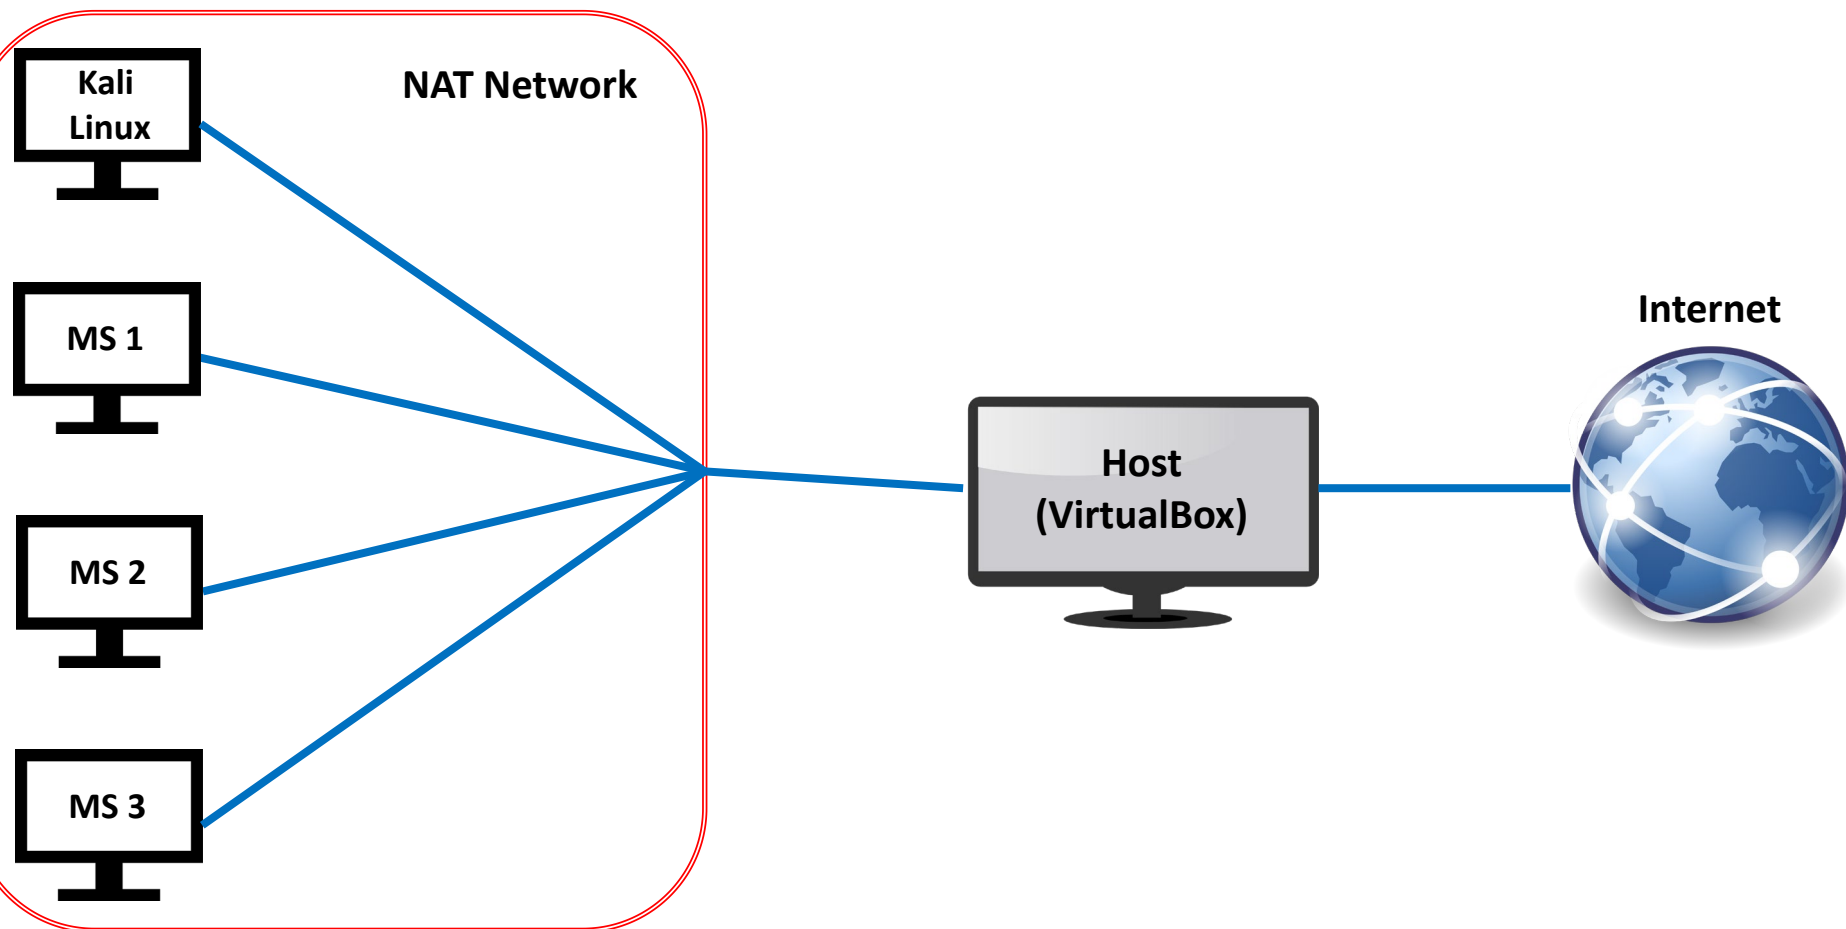 Kali
Linux
NAT Network
MS 1
MS 2
MS 3
Host
(VirtualBox)
Internet